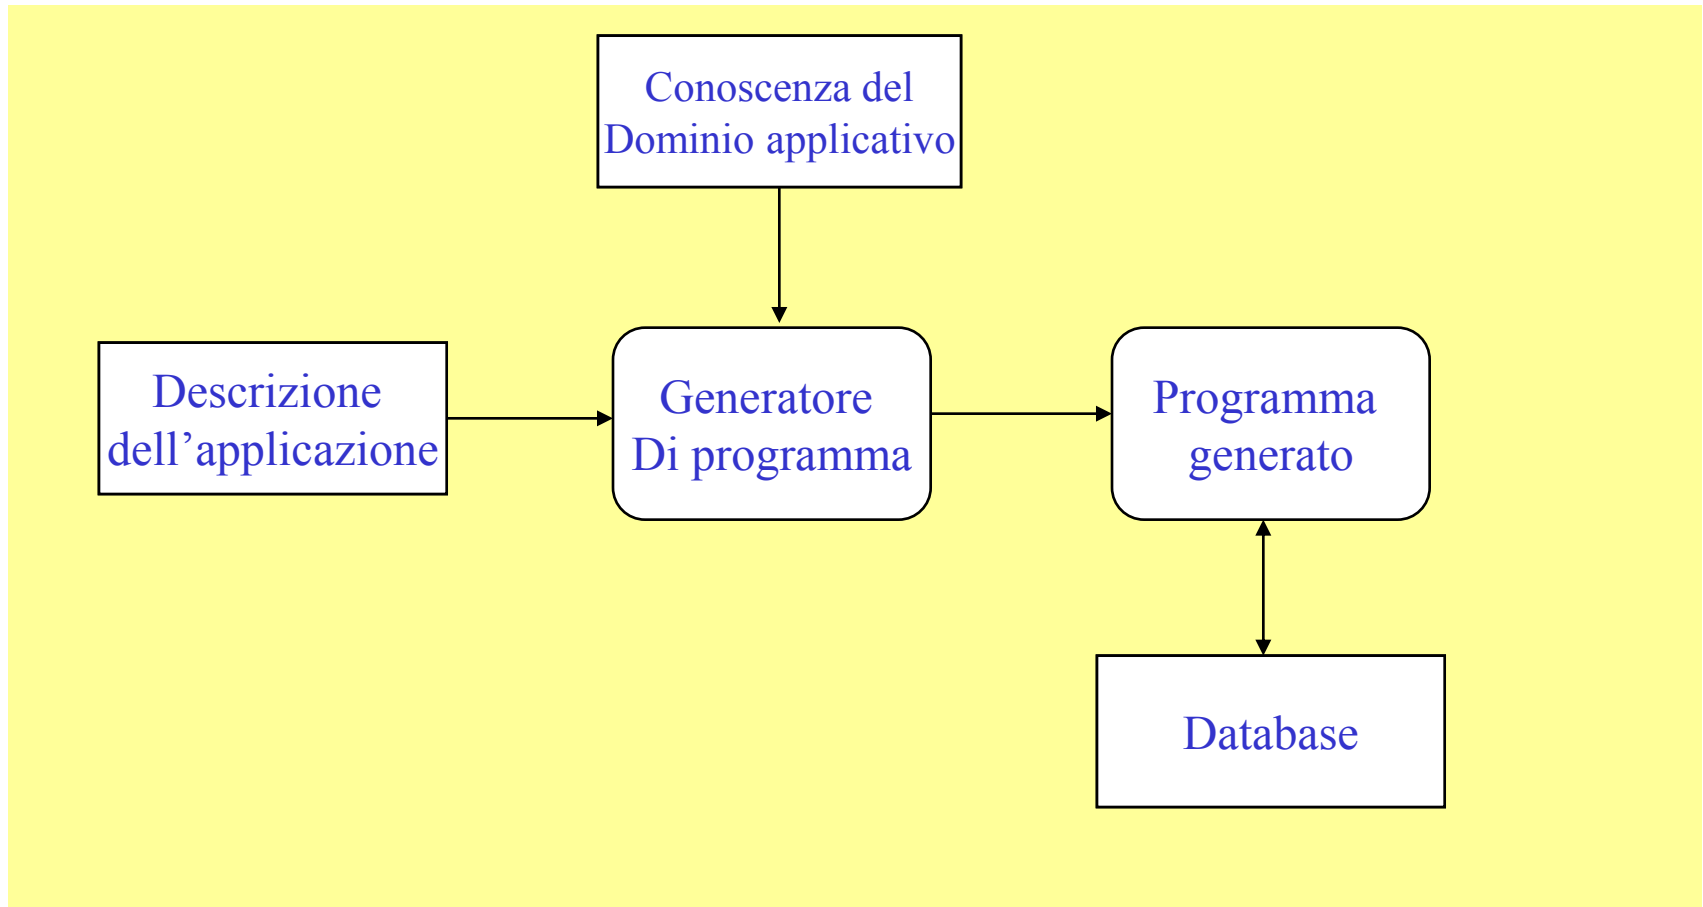 Conoscenza del
Dominio applicativo
Descrizione
dell’applicazione
Generatore
Di programma
Programma
generato
Database